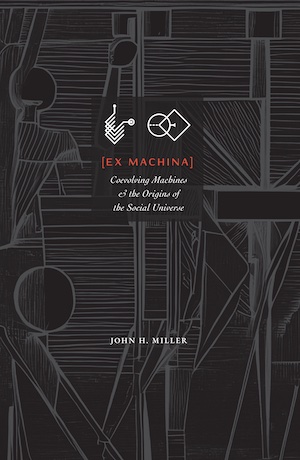 [EX MACHINA]
Coevolving Machines
& the Origins of
the Social Universe
JOHN H. MILLER